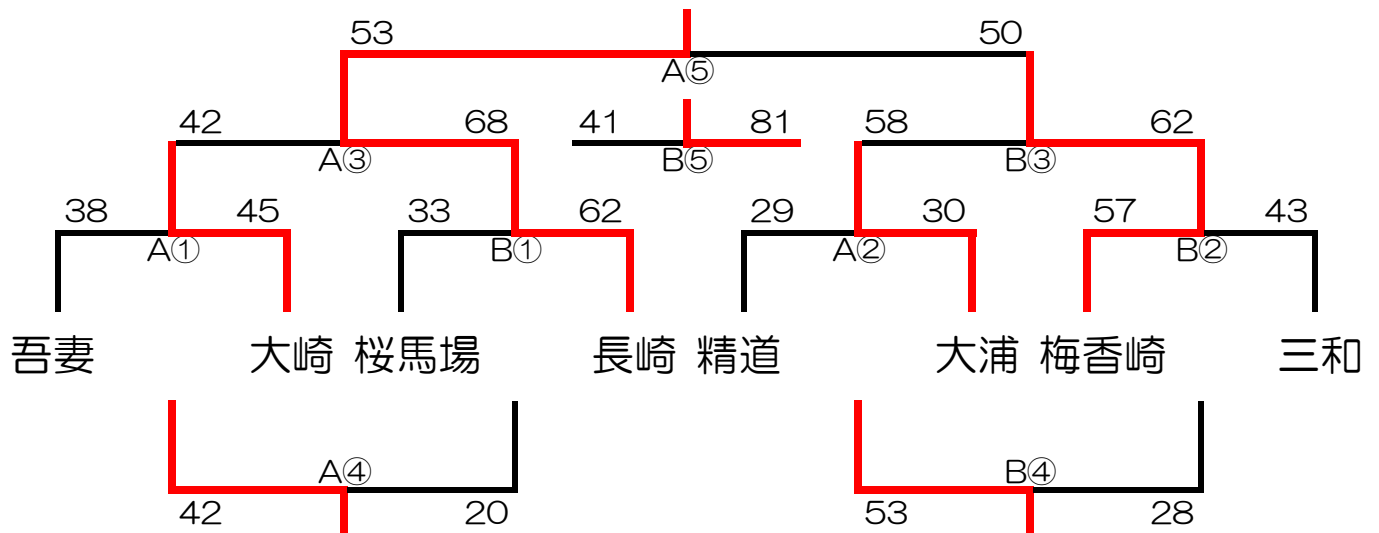 53 50
A⑤
42 68 41 81 58 62
A③ B⑤ B③
38 45 33 62 29 30 57 43
A① B① A② B②
吾妻 大崎 桜馬場 長崎 精道 大浦 梅香崎 三和
A④ B④
42 20 53 28